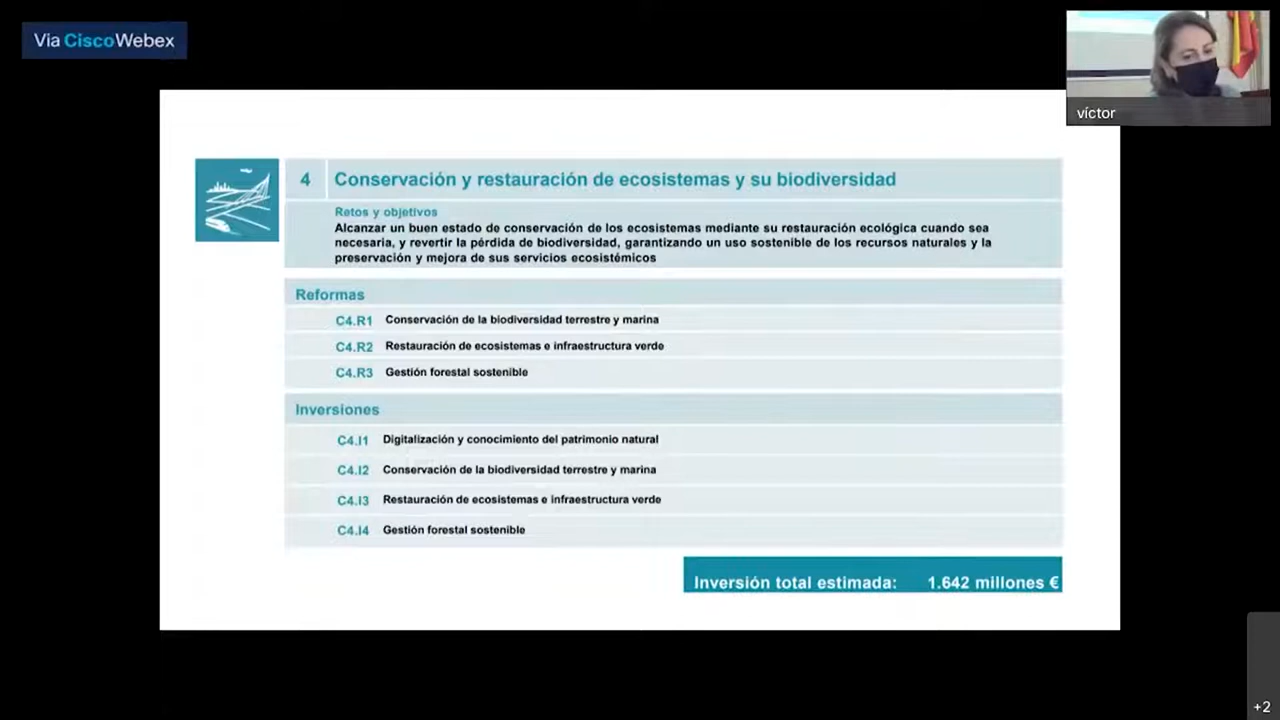 Via CiscoWebex
víctor
4 Conservación y restauración de ecosistemas y su biodiversidad
Retos y objetivos
Alcanzar un buen estado de conservación de los ecosistemas mediante su restauración ecológica cuando sea
necesaria, y revertir la pérdida de biodiversidad, garantizando un uso sostenible de los recursos naturales y la
preservación y mejora de sus servicios ecosistémicos
Reformas
C4.R1 Conservación de la biodiversidad terrestre y marina
C4.R2 Restauración de ecosistemas e infraestructura verde
C4.R3 Gestión forestal sostenible
Inversiones
C4.I1 Digitalización y conocimiento del patrimonio natural
C4.I2 Conservación de la biodiversidad terrestre y marina
C4.I3 Restauración de ecosistemas e infraestructura verde
C4.I4 Gestión forestal sostenible
Inversión total estimada: 1.642 millones €
+2